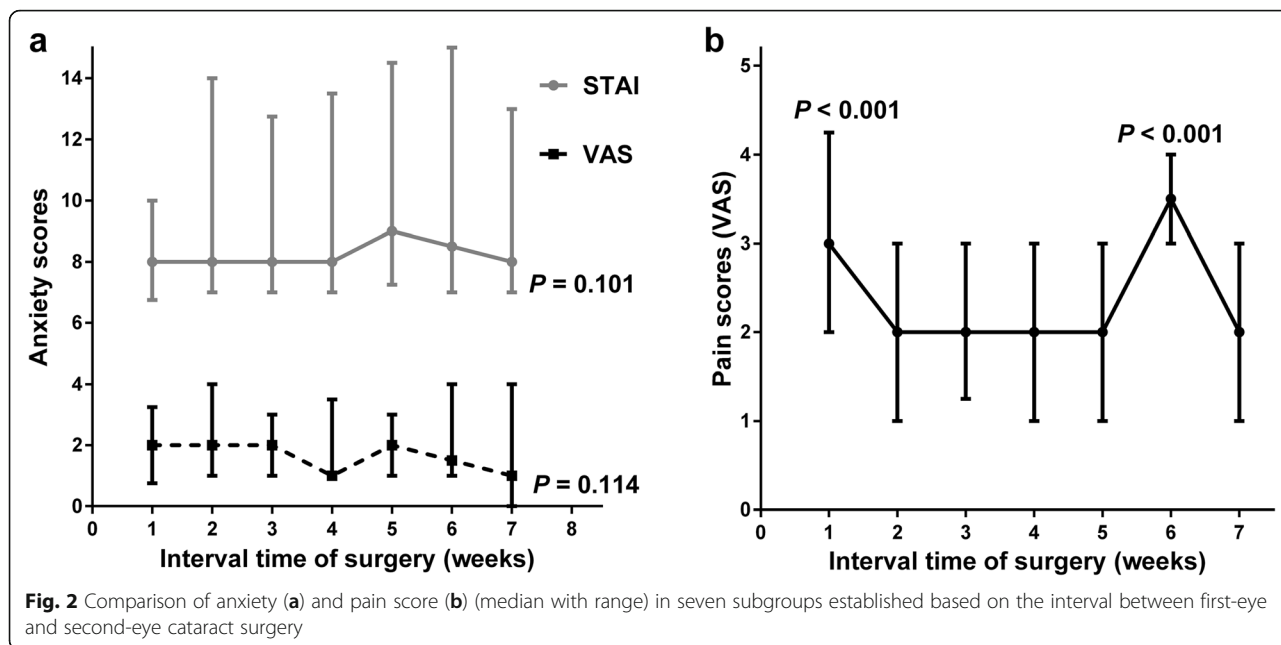 a
14
12
10
8
6
4
2
0
Anxiety scores
STAI
VAS
P = 0.101
P = 0.114
0 1 2 3 4 5 6 7 8
Interval time of surgery (weeks)
b
5
4
3
2
1
0
Pain scores (VAS)
P < 0.001
P < 0.001
0 1 2 3 4 5 6 7
Interval time of surgery (weeks)
Fig. 2 Comparison of anxiety (a) and pain score (b) (median with range) in seven subgroups established based on the interval between first-eye
and second-eye cataract surgery